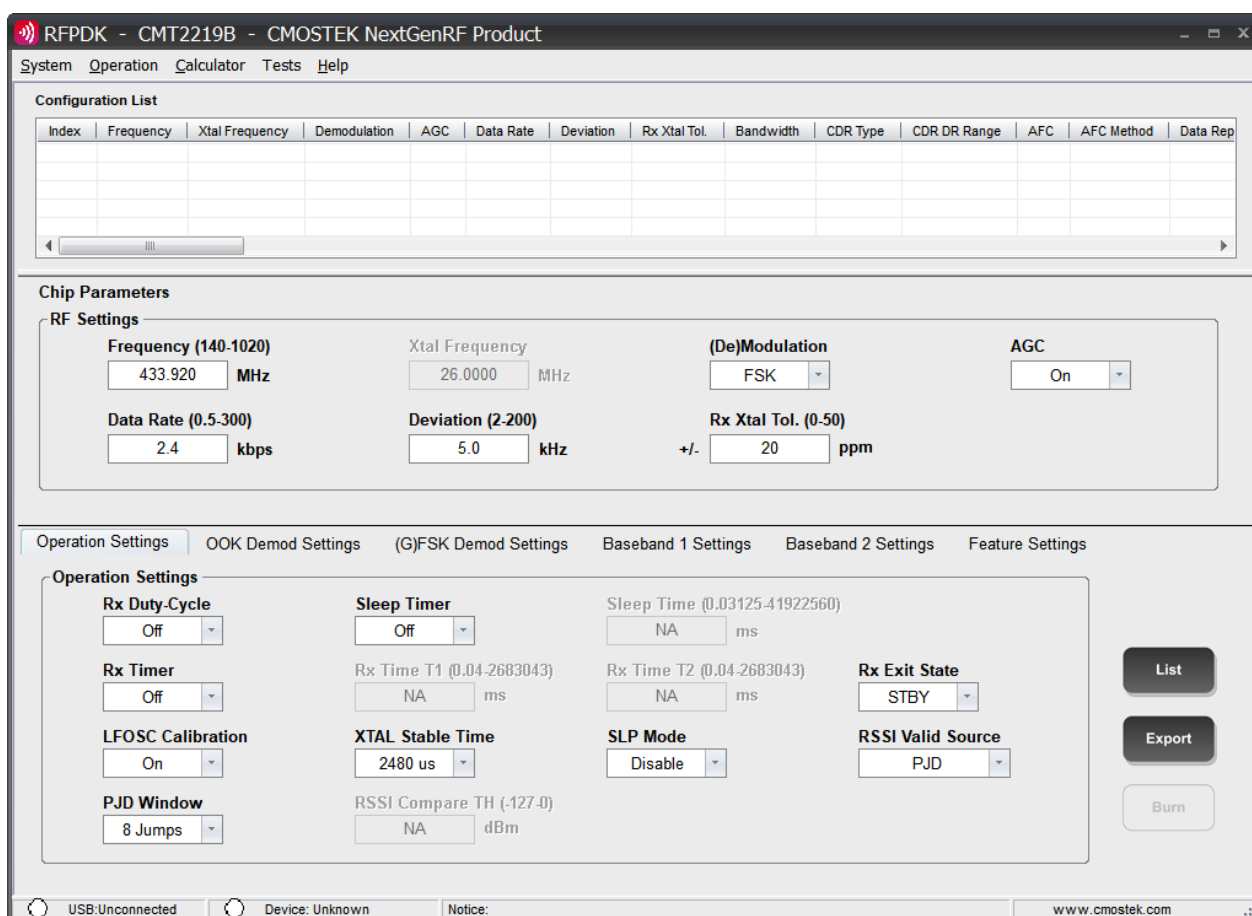 RFPDK - CMT2219B - CMOSTEK NextGenRF Product
System Operation Calculator Tests Help
Configuration List
Index Frequency Xtal Frequency Demodulation AGC Data Rate Deviation Rx Xtal Tol. Bandwidth CDR Type CDR DR Range AFC AFC Method Data Rep
Chip Parameters
RF Settings
Frequency (140-1020) Xtal Frequency (De)Modulation AGC
433.920 MHz 26.0000 MHz FSK On
Data Rate (0.5-300) Deviation (2-200) Rx Xtal Tol. (0-50)
2.4 kbps 5.0 kHz +/- 20 ppm
Operation Settings OOK Demod Settings (G)FSK Demod Settings Baseband 1 Settings Baseband 2 Settings Feature Settings
Operation Settings
Rx Duty-Cycle Sleep Timer Sleep Time (0.03125-41922560)
Off Off NA ms
Rx Timer Rx Time T1 (0.04-2683043) Rx Time T2 (0.04-2683043) Rx Exit State
Off NA ms NA ms STBY
List
LFOSC Calibration XTAL Stable Time SLP Mode RSSI Valid Source
On 2480 us Disable PJD
Export
PJD Window RSSI Compare TH (-127-0)
8 Jumps NA dBm
Burn
USB:Unconnected Device: Unknown Notice: www.cmostek.com